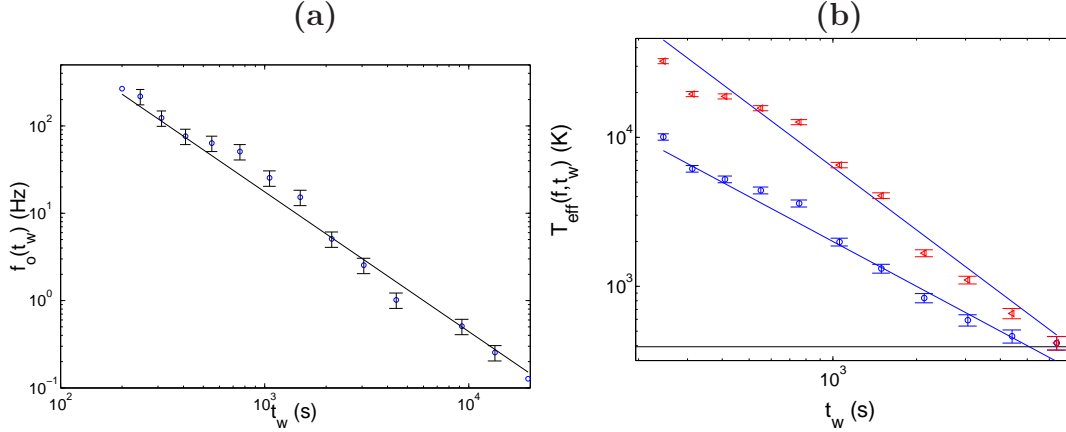 (a)
f_o(t_w) (Hz)
10^2
10^1
10^0
10^-1
10^2
10^3
10^4
t_w (s)
(b)
T_eff(f,t_w) (K)
10^4
10^3
10^3
t_w (s)